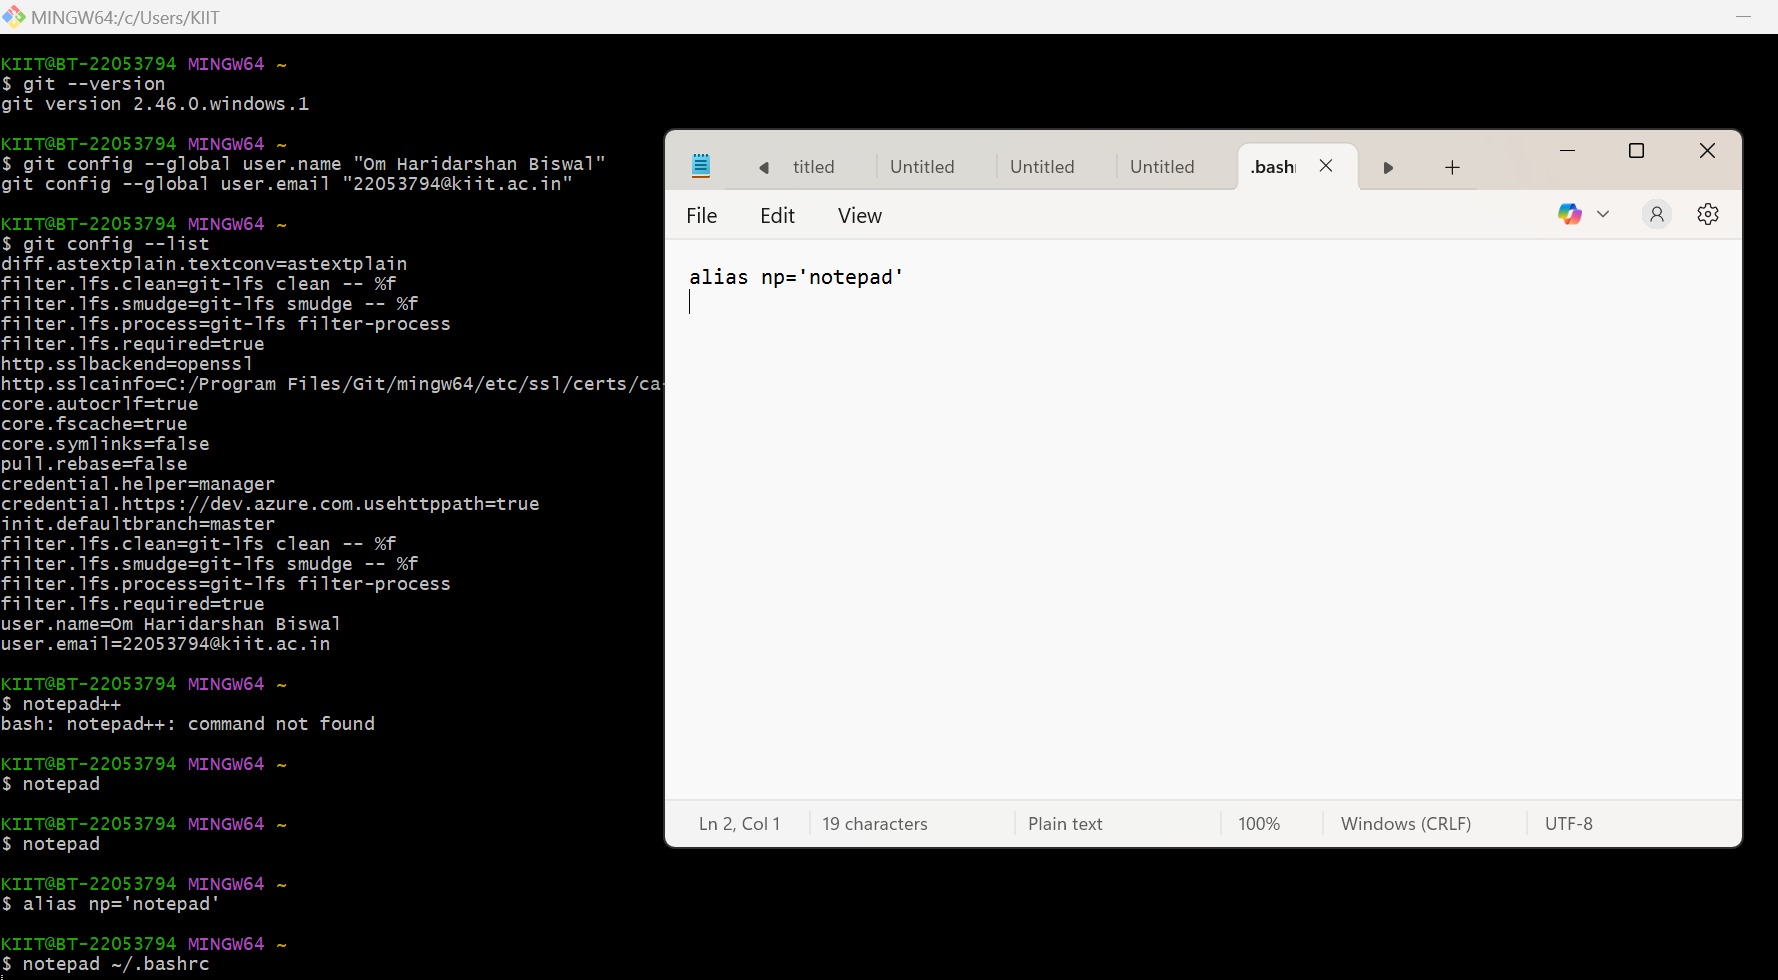 MINGW64:/c/Users/KIIT
KIIT@BT-22053794 MINGW64 ~
$ git --version
git version 2.46.0.windows.1
KIIT@BT-22053794 MINGW64 ~
$ git config --global user.name "Om Haridarshan Biswal"
git config --global user.email "22053794@kiit.ac.in"
KIIT@BT-22053794 MINGW64 ~
$ git config --list
diff.astextplain.textconv=astextplain
filter.lfs.clean=git-lfs clean -- %f
filter.lfs.smudge=git-lfs smudge -- %f
filter.lfs.process=git-lfs filter-process
filter.lfs.required=true
http.sslbackend=openssl
http.sslcainfo=C:/Program Files/Git/mingw64/etc/ssl/certs/ca-
core.autocrlf=true
core.fscache=true
core.symlinks=false
pull.rebase=false
credential.helper=manager
credential.https://dev.azure.com.usehttppath=true
init.defaultbranch=master
filter.lfs.clean=git-lfs clean -- %f
filter.lfs.smudge=git-lfs smudge -- %f
filter.lfs.process=git-lfs filter-process
filter.lfs.required=true
user.name=Om Haridarshan Biswal
user.email=22053794@kiit.ac.in
KIIT@BT-22053794 MINGW64 ~
$ notepad++
bash: notepad++: command not found
KIIT@BT-22053794 MINGW64 ~
$ notepad
KIIT@BT-22053794 MINGW64 ~
$ notepad
KIIT@BT-22053794 MINGW64 ~
$ alias np='notepad'
KIIT@BT-22053794 MINGW64 ~
$ notepad ~/.bashrc
titled Untitled Untitled Untitled .bash
File Edit View
alias np='notepad'
Ln 2, Col 1 19 characters Plain text 100% Windows (CRLF) UTF-8